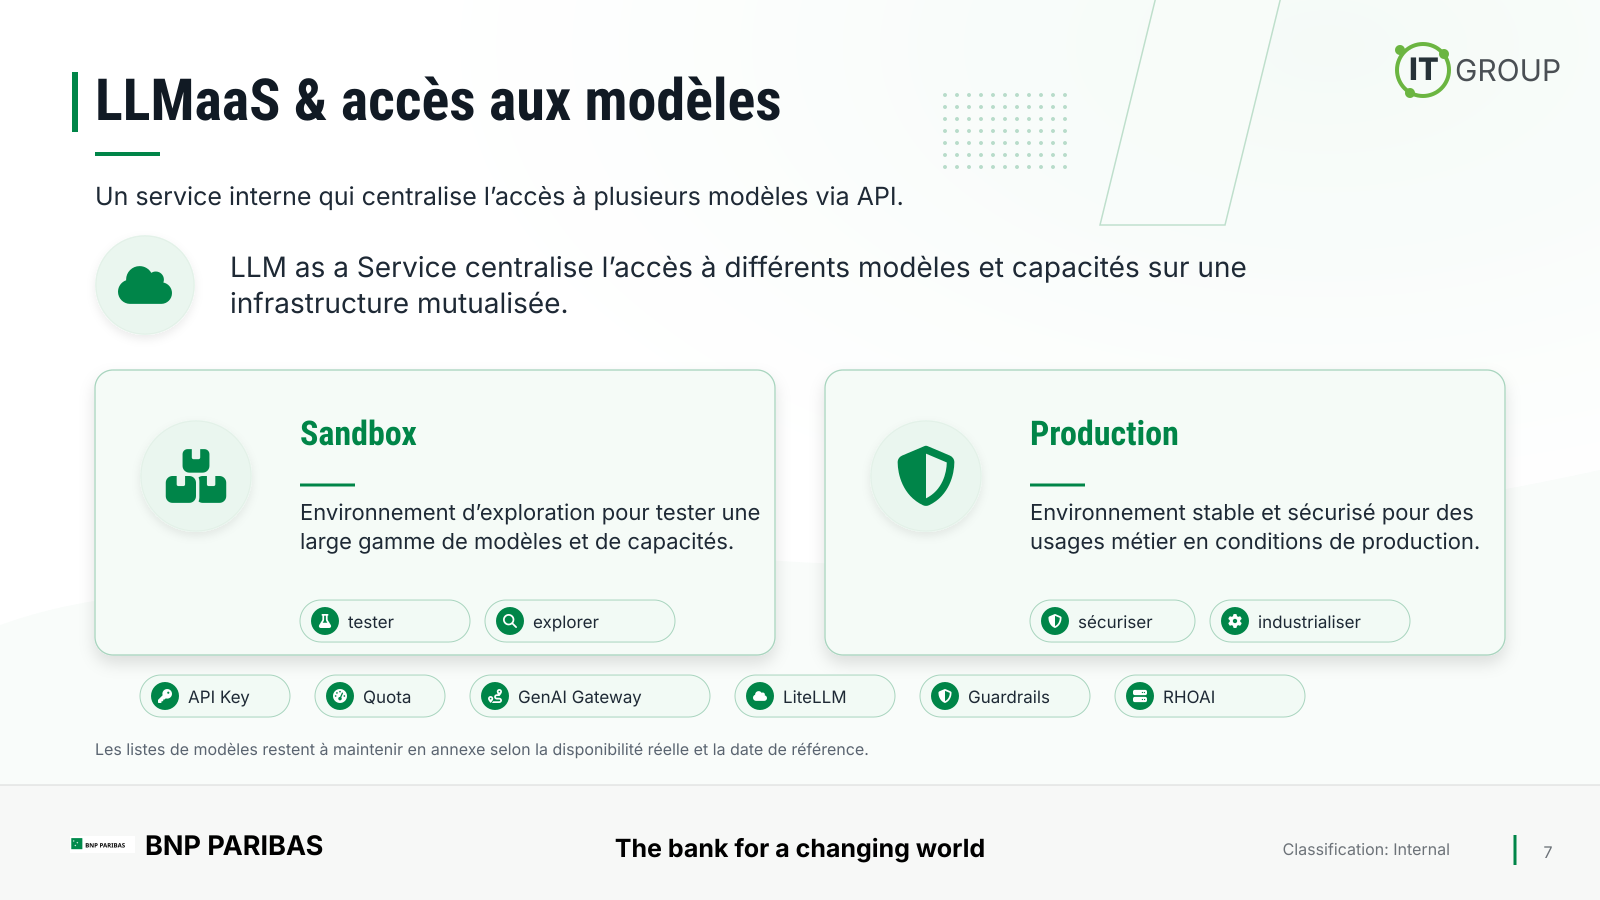 IT GROUP
LLMaaS & accès aux modèles
Un service interne qui centralise l’accès à plusieurs modèles via API.
LLM as a Service centralise l’accès à différents modèles et capacités sur une
infrastructure mutualisée.
Sandbox
Environnement d’exploration pour tester une
large gamme de modèles et de capacités.
tester
explorer
Production
Environnement stable et sécurisé pour des
usages métier en conditions de production.
sécuriser
industrialiser
API Key
Quota
GenAI Gateway
LiteLLM
Guardrails
RHOAI
Les listes de modèles restent à maintenir en annexe selon la disponibilité réelle et la date de référence.
BNP PARIBAS
BNP PARIBAS
The bank for a changing world
Classification: Internal
7